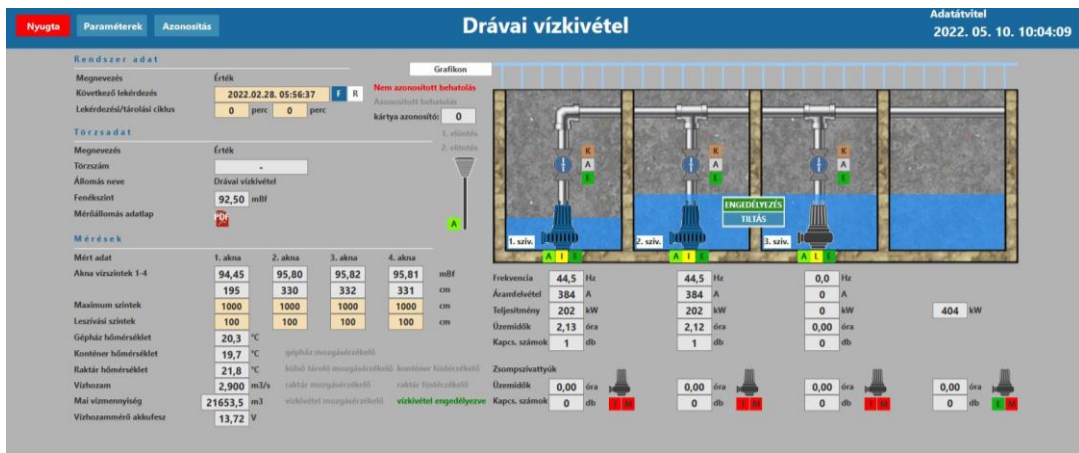 Nyugta Paraméterek Azonosítás
Drávai vízkivétel
Adatátvitel
2022. 05. 10. 10:04:09
Rendszer adat
Megnevezés Érték
Következő lekérdezés 2022.02.28. 05:56:37 F R
Lekérdezési/tárolási ciklus 0 perc 0 perc
Grafikon
Nem azonosított behatolás
Azonosított behatolás
kártya azonosító: 0
1. elöntés
2. elöntés
A
Törzsadat
Megnevezés Érték
Törzszám -
Állomás neve Drávai vízkivétel
Fenékszint 92,50 mBf
Mérőállomás adatlap PDF
K K K
A A A
E E E
ENGEDÉLYEZÉS
TILTÁS
1. sziv. 2. sziv. 3. sziv.
A I E A I E A L E
Mérések
Mért adat 1. akna 2. akna 3. akna 4. akna
Akna vízszintek 1-4 94,45 95,80 95,82 95,81 mBf
195 330 332 331 cm
Maximum szintek 1000 1000 1000 1000 cm
Leszívási szintek 100 100 100 100 cm
Gépház hőmérséklet 20,3 °C
Konténer hőmérséklet 19,7 °C gépház mozgásérzékelő
Raktár hőmérséklet 21,8 °C külső tároló mozgásérzékelő konténer füstérzékelő
Vízhozam 2,900 m3/s raktár mozgásérzékelő raktár füstérzékelő
Mai vízmennyiség 21653,5 m3 vízkivétel mozgásérzékelő vízkivétel engedélyezve
Vízhozammérő akkufesz 13,72 V
Frekvencia 44,5 Hz 44,5 Hz 0,0 Hz
Áramfelvétel 384 A 384 A 0 A
Teljesítmény 202 kW 202 kW 0 kW 404 kW
Üzemidők 2,13 óra 2,12 óra 0,00 óra
Kapcs. számok 1 db 1 db 0 db
Zsompszivattyúk
Üzemidők 0,00 óra 0,00 óra 0,00 óra 0,00 óra
Kapcs. számok 0 db T M 0 db T M 0 db T M 0 db E M